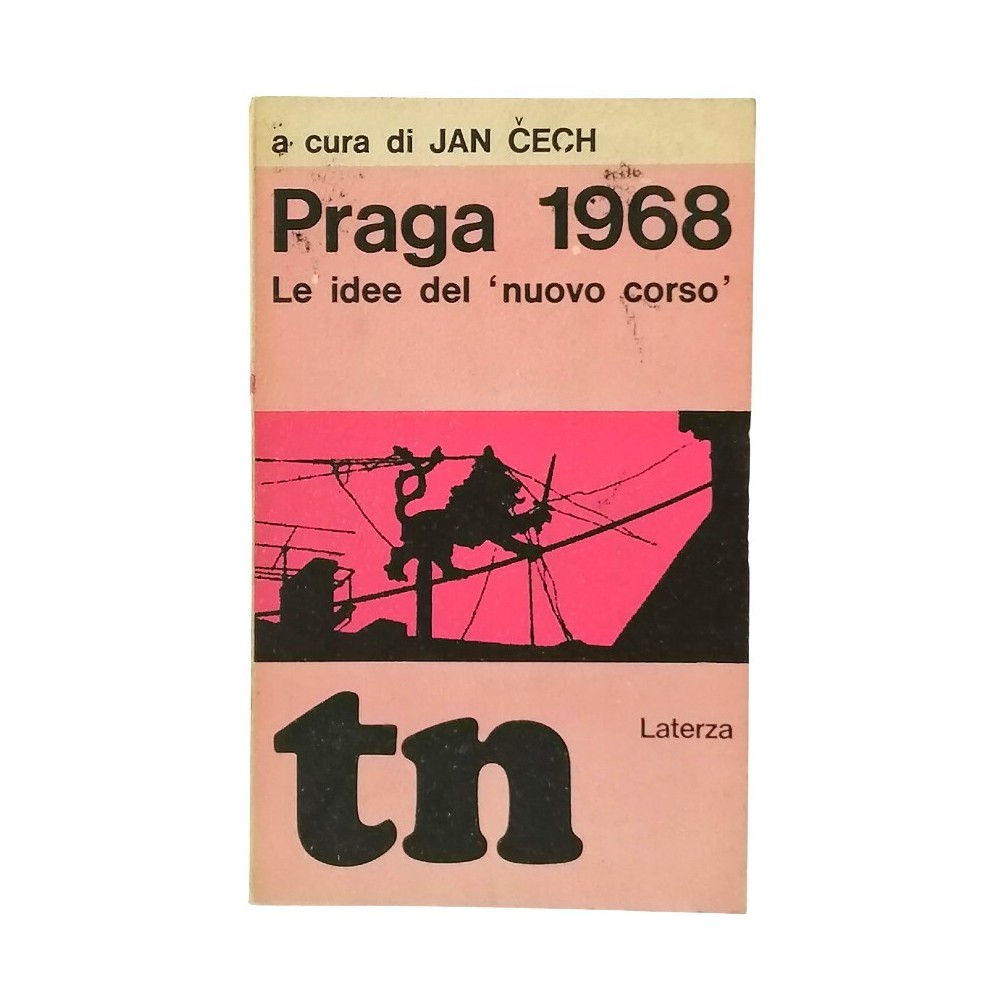 a cura di JAN ČECH
Praga 1968
Le idee del ‘nuovo corso’
Laterza
tn